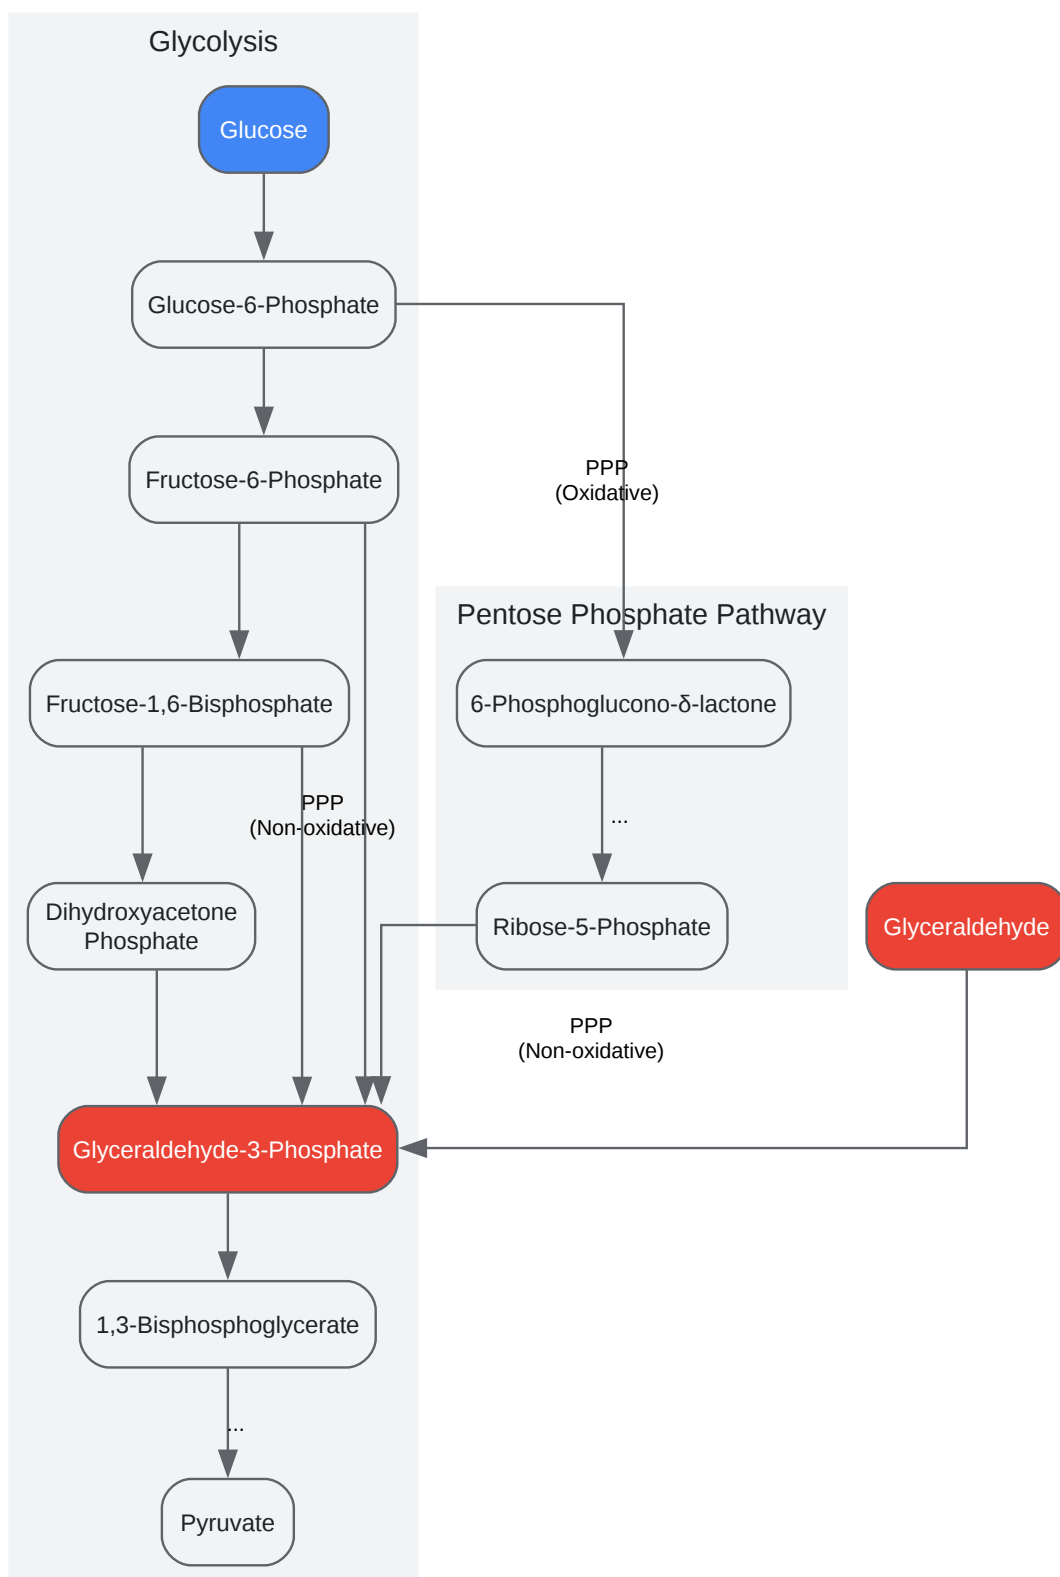 Glycolysis
Glucose
Glucose-6-Phosphate
Fructose-6-Phosphate
PPP
(Oxidative)
Pentose Phosphate Pathway
Fructose-1,6-Bisphosphate
6-Phosphoglucono-δ-lactone
PPP
(Non-oxidative)
...
Dihydroxyacetone
Phosphate
Ribose-5-Phosphate
Glyceraldehyde
PPP
(Non-oxidative)
Glyceraldehyde-3-Phosphate
1,3-Bisphosphoglycerate
...
Pyruvate